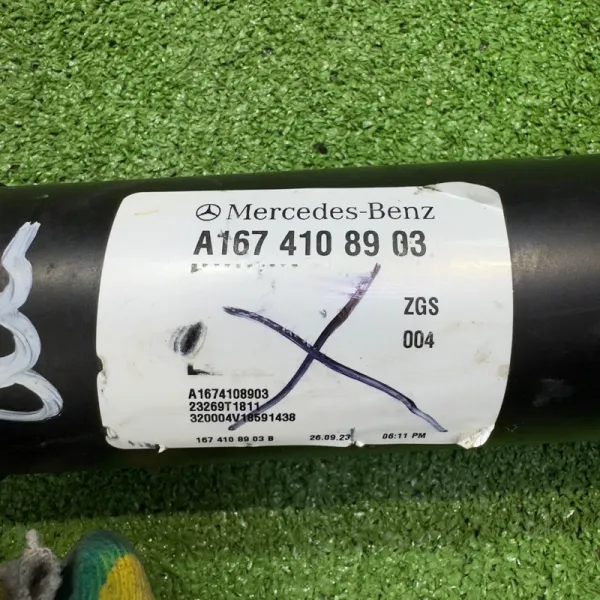 Mercedes-Benz
A167 410 89 03
ZGS
004
A1674108903
23269T1811
320004V18591438
167 410 89 03 B 26.09.23 06:11 PM